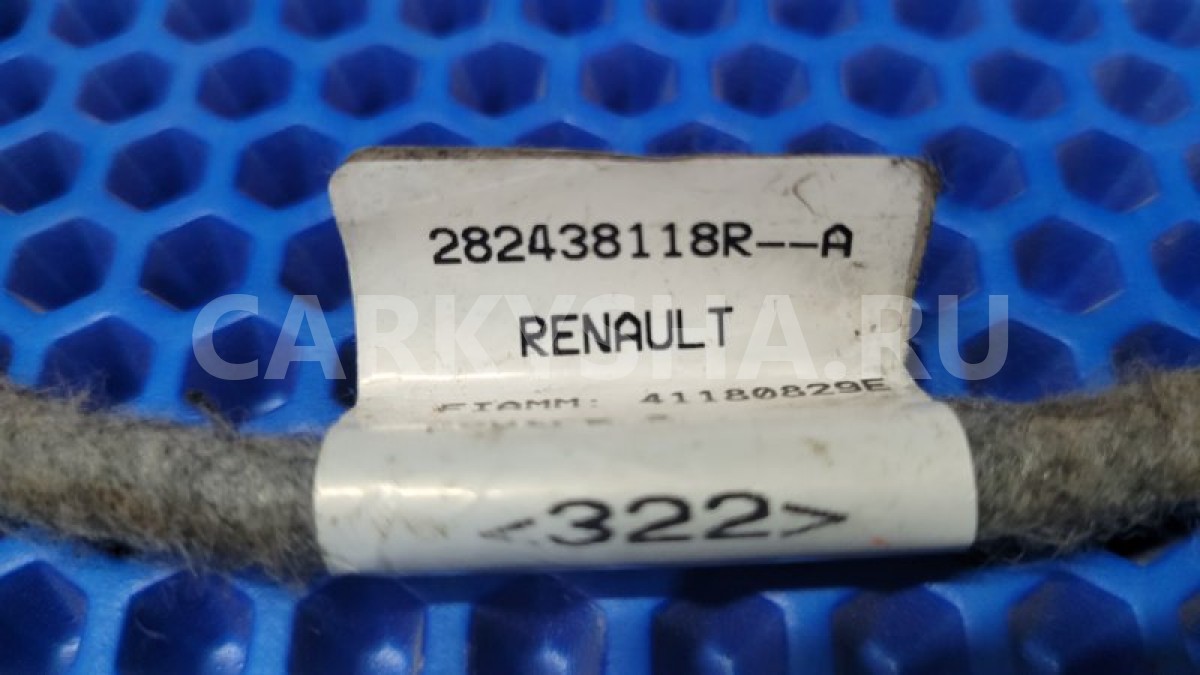 282438118R--A
RENAULT
CARKYSHA.RU
FIAMM: 41180829E
<322>